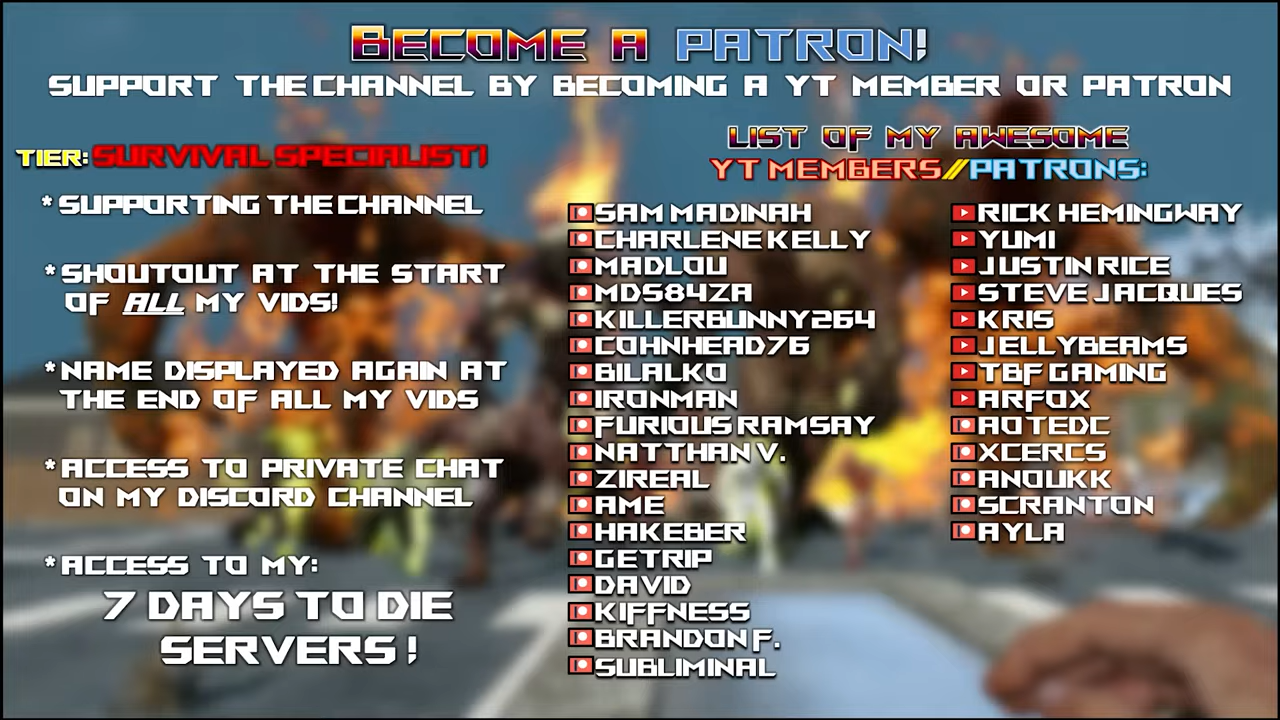 BECOME A PATRON!
SUPPORT THE CHANNEL BY BECOMING A YT MEMBER OR PATRON
TIER: SURVIVAL SPECIALIST!
* SUPPORTING THE CHANNEL
* SHOUTOUT AT THE START
OF ALL MY VIDS!
* NAME DISPLAYED AGAIN AT
THE END OF ALL MY VIDS
* ACCESS TO PRIVATE CHAT
ON MY DISCORD CHANNEL
* ACCESS TO MY:
7 DAYS TO DIE
SERVERS!
LIST OF MY AWESOME
YT MEMBERS//PATRONS:
SAM MADINAH
CHARLENE KELLY
MADLOU
MDS84ZA
KILLERBUNNY264
COHNHEAD76
BILALKO
IRONMAN
FURIOUS RAMSAY
NATTHAN V.
ZIREAL
AME
HAKEBER
GETRIP
DAVID
KIFFNESS
BRANDON F.
SUBLIMINAL
RICK HEMINGWAY
YUMI
JUSTIN RICE
STEVE JACQUES
KRIS
JELLYBEAMS
TBF GAMING
ARFOX
AOTEDC
XCERCS
ANOUKK
SCRANTON
AYLA